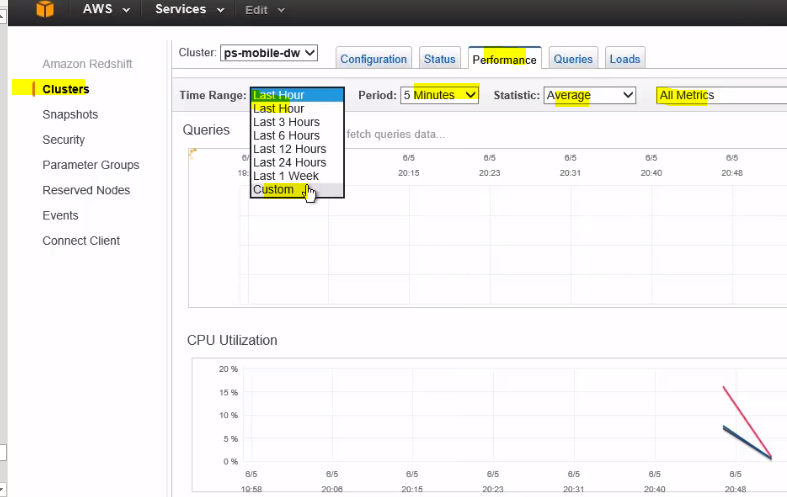 AWS Services Edit
Amazon Redshift
Clusters
Snapshots
Security
Parameter Groups
Reserved Nodes
Events
Connect Client
Cluster: ps-mobile-dw
Configuration Status Performance Queries Loads
Time Range: Last Hour Period: 5 Minutes Statistic: Average All Metrics
Last Hour
Last 3 Hours
Last 6 Hours
Last 12 Hours
Last 24 Hours
Last 1 Week
Custom
Queries fetch queries data...
6/5 6/5 6/5 6/5 6/5 6/5
20:15 20:23 20:31 20:40 20:48
CPU Utilization
20 %
15 %
10 %
5 %
0 %
6/5 6/5 6/5 6/5 6/5 6/5 6/5
19:58 20:06 20:15 20:23 20:31 20:40 20:48